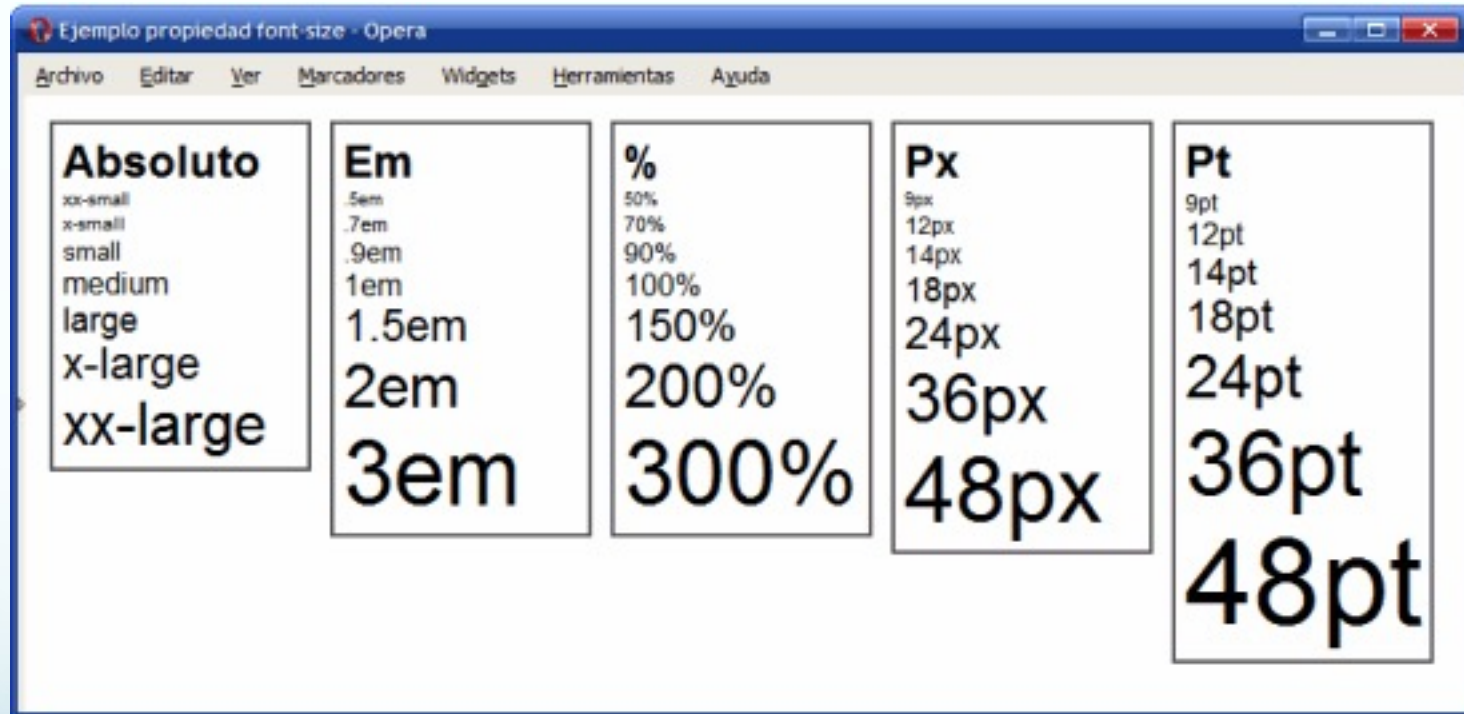 Ejemplo propiedad font-size - Opera
Archivo Editar Ver Marcadores Widgets Herramientas Ayuda
Absoluto
xx-small
x-small
small
medium
large
x-large
xx-large
Em
.5em
.7em
.9em
1em
1.5em
2em
3em
%
50%
70%
90%
100%
150%
200%
300%
Px
9px
12px
14px
18px
24px
36px
48px
Pt
9pt
12pt
14pt
18pt
24pt
36pt
48pt